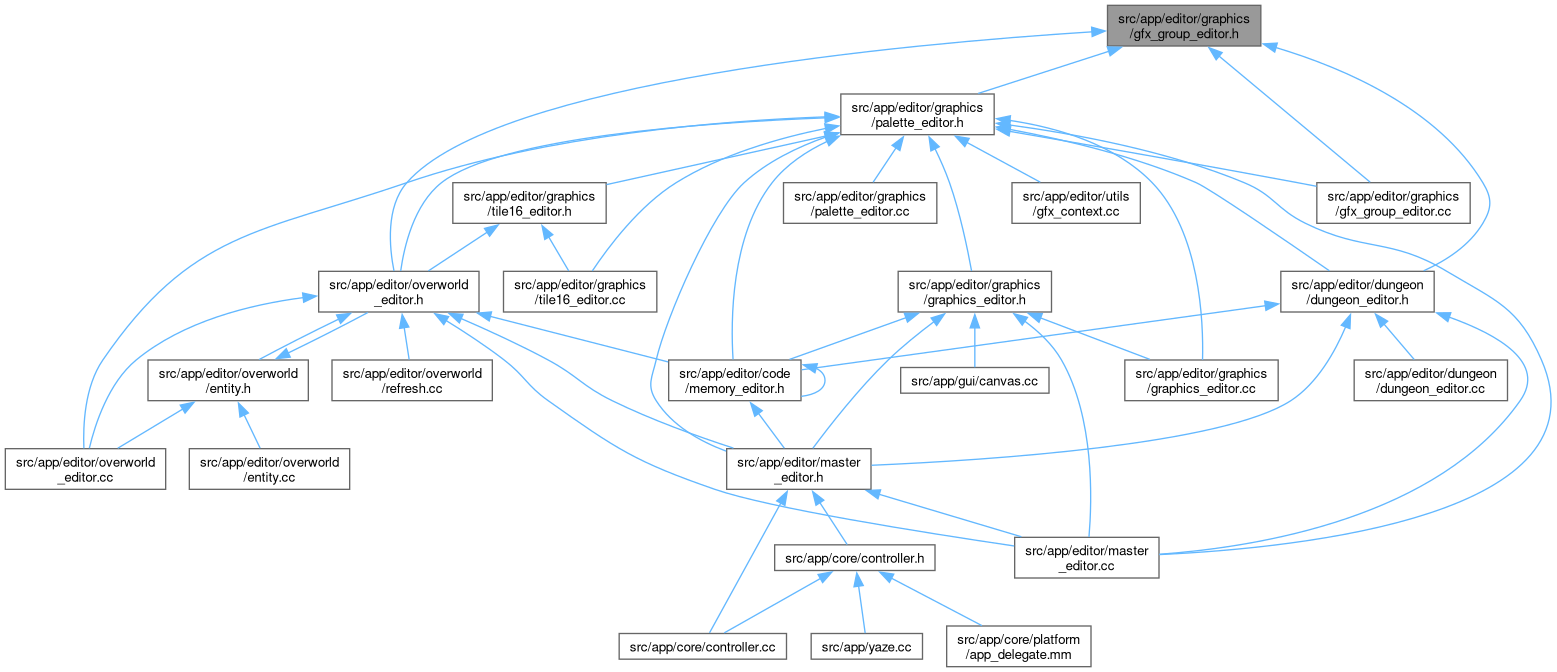 src/app/editor/graphics
/gfx_group_editor.h
src/app/editor/graphics
/palette_editor.h
src/app/editor/graphics
/tile16_editor.h
src/app/editor/graphics
/palette_editor.cc
src/app/editor/utils
/gfx_context.cc
src/app/editor/graphics
/gfx_group_editor.cc
src/app/editor/overworld
_editor.h
src/app/editor/graphics
/tile16_editor.cc
src/app/editor/graphics
/graphics_editor.h
src/app/editor/dungeon
/dungeon_editor.h
src/app/editor/overworld
/entity.h
src/app/editor/overworld
/refresh.cc
src/app/editor/code
/memory_editor.h
src/app/gui/canvas.cc
src/app/editor/graphics
/graphics_editor.cc
src/app/editor/dungeon
/dungeon_editor.cc
src/app/editor/overworld
_editor.cc
src/app/editor/overworld
/entity.cc
src/app/editor/master
_editor.h
src/app/core/controller.h
src/app/editor/master
_editor.cc
src/app/core/controller.cc
src/app/yaze.cc
src/app/core/platform
/app_delegate.mm